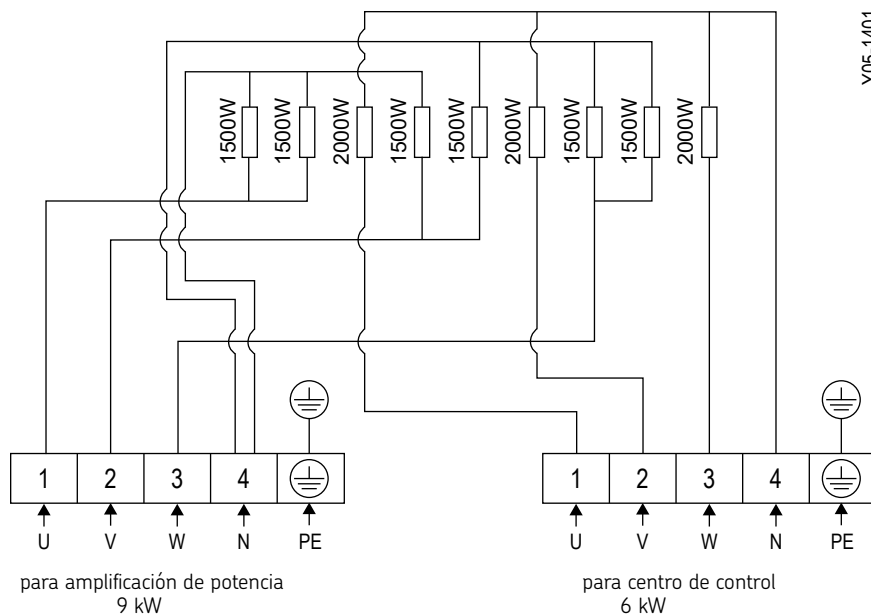 Y05-1401
1500W
1500W
2000W
1500W
1500W
2000W
1500W
1500W
2000W
1 2 3 4
U V W N PE
para amplificación de potencia
9 kW
1 2 3 4
U V W N PE
para centro de control
6 kW